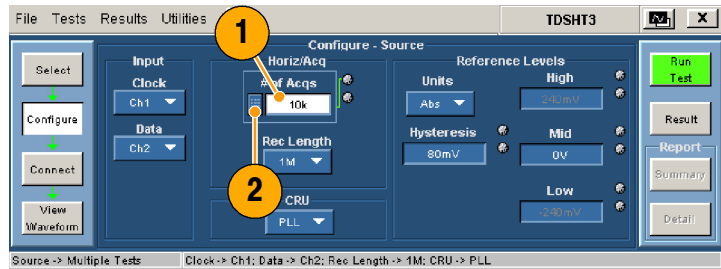 File Tests Results Utilities TDSHT3 X
1
Configure - Source
Select
Configure
Connect
View
Waveform
Input
Clock
Ch1
Data
Ch2
Horiz/Acq
# of Acqs
10k
Rec Length
1M
2
CRU
PLL
Reference Levels
Units
Abs
Hysteresis
80mV
High
240mV
Mid
0V
Low
-240mV
Run
Test
Result
Report
Summary
Detail
Source -> Multiple Tests Clock-> Ch1; Data -> Ch2; Rec Length -> 1M; CRU -> PLL